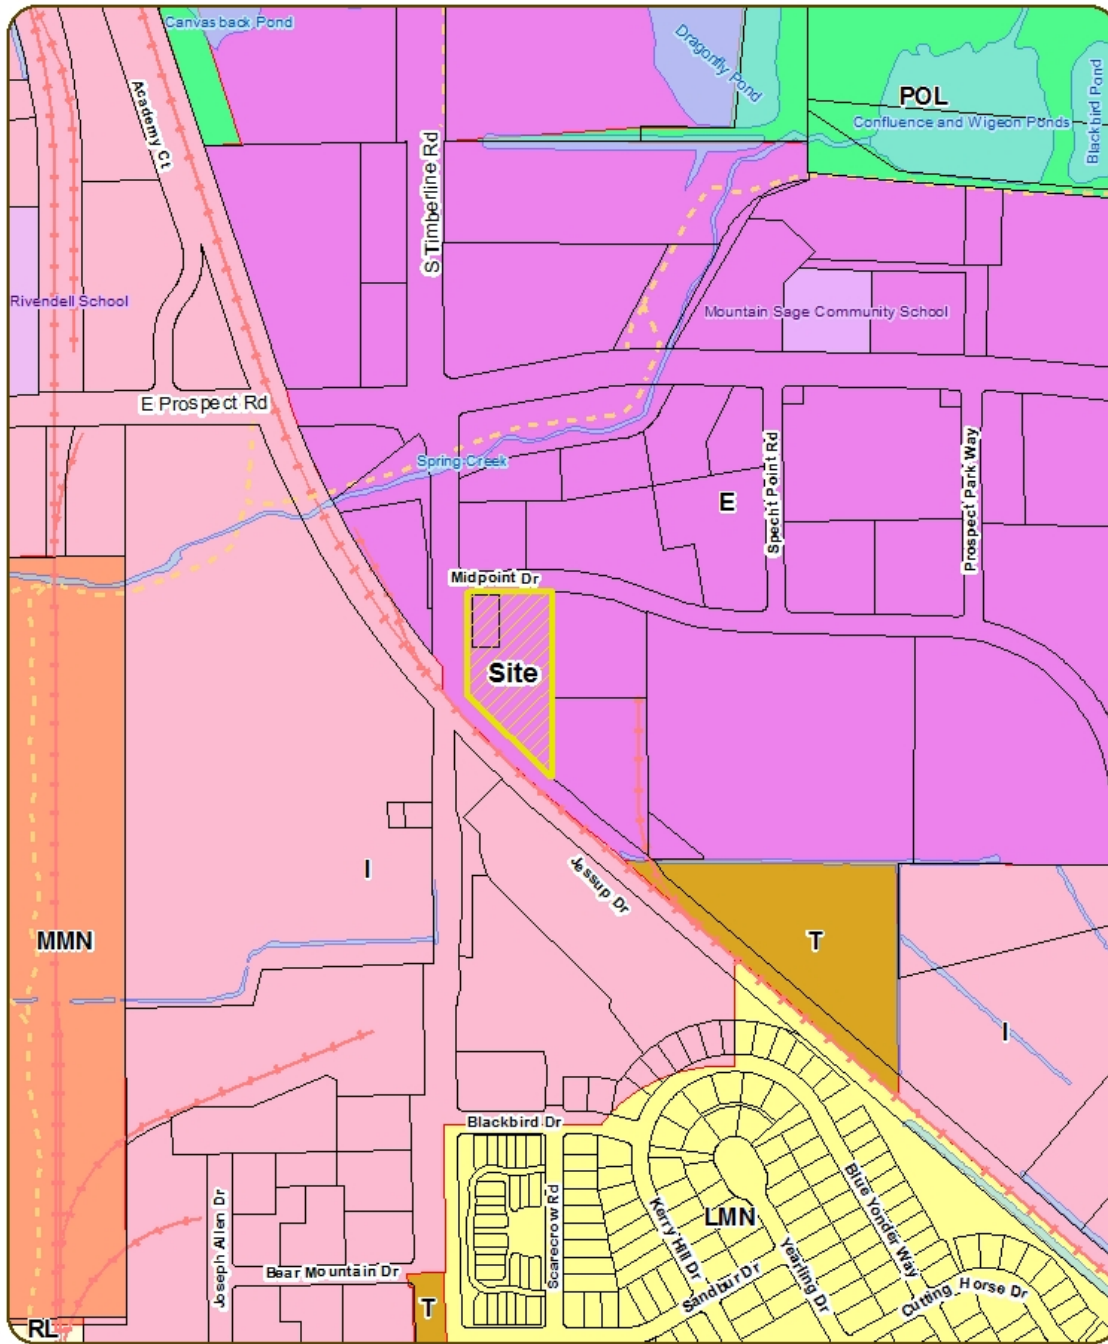 Canvasback Pond
Dragonfly Pond
POL
Confluence and Wigeon Ponds
Blackbird Pond
Academy Ct
S Timberline Rd
Rivendell School
Mountain Sage Community School
E Prospect Rd
Spring Creek
E
Specht Point Rd
Prospect Park Way
Midpoint Dr
Site
I
Jessup Dr
MMN
T
I
Blackbird Dr
Joseph Allen Dr
Scarecrow Rd
Kerry Hill Dr
LMN
Blue Yonder Way
Yearling Dr
Sandbur Dr
Bear Mountain Dr
Cutting Horse Dr
T
RL